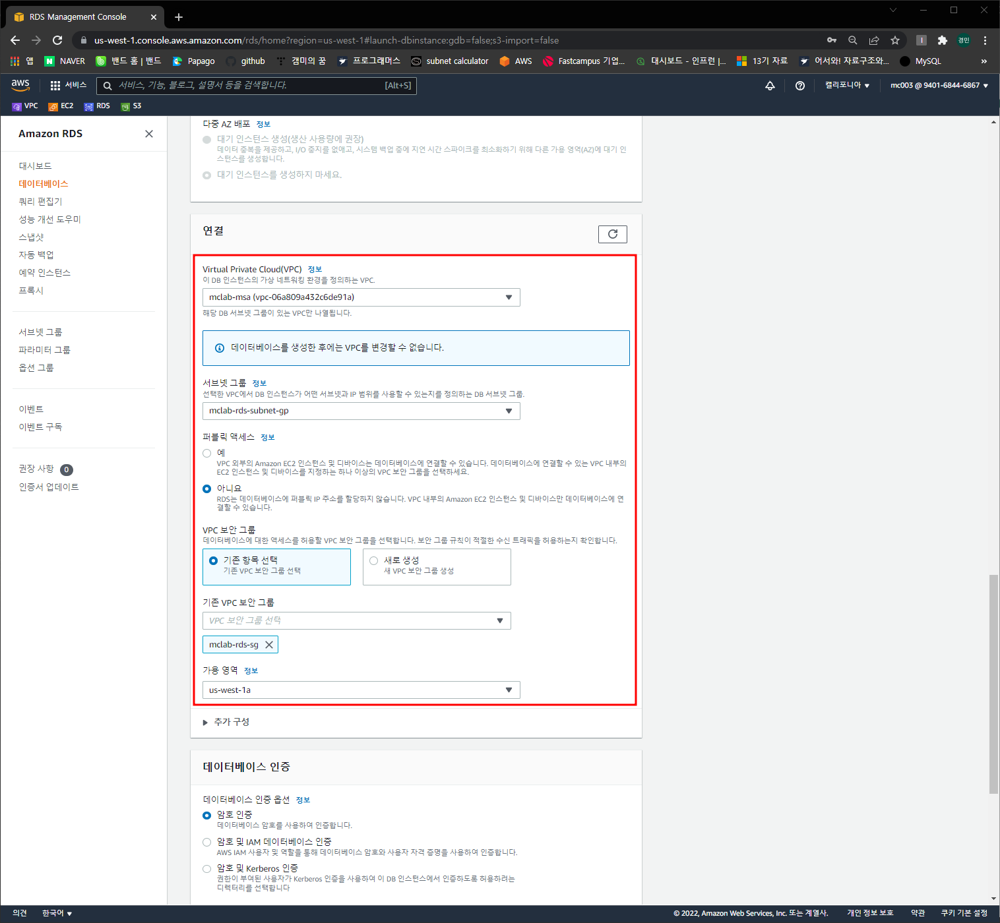 RDS Management Console
us-west-1.console.aws.amazon.com/rds/home?region=us-west-1#launch-dbinstance:gdb=false;s3-import=false
경민
앱
NAVER
밴드 홈 | 밴드
Papago
github
캠미의 꿈
프로그래머스
subnet calculator
AWS
Fastcampus 기업...
대시보드 - 인프런 |...
13기 자료
어서와! 자료구조와...
MySQL
»
aws
서비스
서비스, 기능, 블로그, 설명서 등을 검색합니다.
[Alt+S]
캘리포니아
mc003 @ 9401-6844-6867
VPC
EC2
RDS
S3
Amazon RDS
대시보드
데이터베이스
쿼리 편집기
성능 개선 도우미
스냅샷
자동 백업
예약 인스턴스
프록시
서브넷 그룹
파라미터 그룹
옵션 그룹
이벤트
이벤트 구독
권장 사항 0
인증서 업데이트
다중 AZ 배포 정보
대기 인스턴스 생성(생산 사용량에 권장)
데이터 중복을 제공하고, I/O 중지를 없애고, 시스템 백업 중에 지연 시간 스파이크를 최소화하기 위해 다른 가용 영역(AZ)에 대기 인
스턴스를 생성합니다.
대기 인스턴스를 생성하지 마세요.
연결
Virtual Private Cloud(VPC) 정보
이 DB 인스턴스의 가상 네트워킹 환경을 정의하는 VPC.
mclab-msa (vpc-06a809a432c6de91a)
해당 DB 서브넷 그룹이 있는 VPC만 나열됩니다.
데이터베이스를 생성한 후에는 VPC를 변경할 수 없습니다.
서브넷 그룹 정보
선택한 VPC에서 DB 인스턴스가 어떤 서브넷과 IP 범위를 사용할 수 있는지를 정의하는 DB 서브넷 그룹.
mclab-rds-subnet-gp
퍼블릭 액세스 정보
예
VPC 외부의 Amazon EC2 인스턴스 및 디바이스는 데이터베이스에 연결할 수 있습니다. 데이터베이스에 연결할 수 있는 VPC 내부의
EC2 인스턴스 및 디바이스를 지정하는 하나 이상의 VPC 보안 그룹을 선택하세요.
아니요
RDS는 데이터베이스에 퍼블릭 IP 주소를 할당하지 않습니다. VPC 내부의 Amazon EC2 인스턴스 및 디바이스만 데이터베이스에 연
결할 수 있습니다.
VPC 보안 그룹
데이터베이스에 대한 액세스를 허용할 VPC 보안 그룹을 선택합니다. 보안 그룹 규칙이 적절한 수신 트래픽을 허용하는지 확인합니다.
기존 항목 선택
기존 VPC 보안 그룹 선택
새로 생성
새 VPC 보안 그룹 생성
기존 VPC 보안 그룹
VPC 보안 그룹 선택
mclab-rds-sg
가용 영역 정보
us-west-1a
추가 구성
데이터베이스 인증
데이터베이스 인증 옵션 정보
암호 인증
데이터베이스 암호를 사용하여 인증합니다.
암호 및 IAM 데이터베이스 인증
AWS IAM 사용자 및 역할을 통해 데이터베이스 암호와 사용자 자격 증명을 사용하여 인증합니다.
암호 및 Kerberos 인증
권한이 부여된 사용자가 Kerberos 인증을 사용하여 이 DB 인스턴스에서 인증하도록 허용하려는
디렉터리를 선택합니다
의견
한국어
© 2022, Amazon Web Services, Inc. 또는 계열사.
개인 정보 보호
약관
쿠키 기본 설정